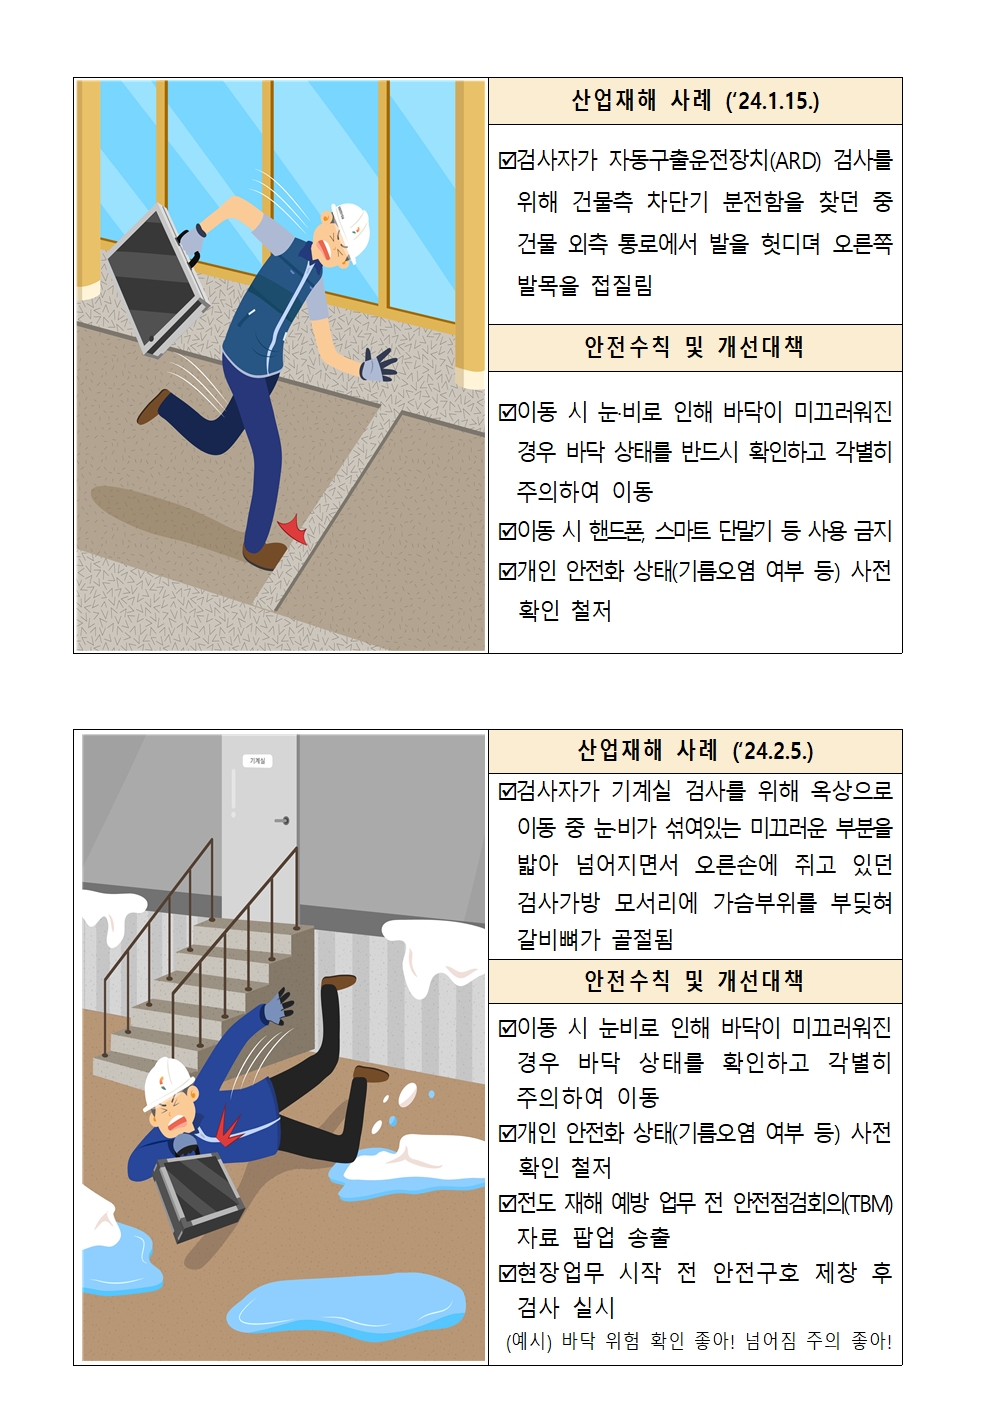 산업재해 사례 (‘24.1.15.)
☑검사자가 자동구출운전장치(ARD) 검사를
위해 건물측 차단기 분전함을 찾던 중
건물 외측 통로에서 발을 헛디뎌 오른쪽
발목을 접질림
안전수칙 및 개선대책
☑이동 시 눈·비로 인해 바닥이 미끄러워진
경우 바닥 상태를 반드시 확인하고 각별히
주의하여 이동
☑이동 시 핸드폰, 스마트 단말기 등 사용 금지
☑개인 안전화 상태(기름오염 여부 등) 사전
확인 철저
기계실
산업재해 사례 (‘24.2.5.)
☑검사자가 기계실 검사를 위해 옥상으로
이동 중 눈·비가 섞여있는 미끄러운 부분을
밟아 넘어지면서 오른손에 쥐고 있던
검사가방 모서리에 가슴부위를 부딪혀
갈비뼈가 골절됨
안전수칙 및 개선대책
☑이동 시 눈·비로 인해 바닥이 미끄러워진
경우 바닥 상태를 확인하고 각별히
주의하여 이동
☑개인 안전화 상태(기름오염 여부 등) 사전
확인 철저
☑전도 재해 예방 업무 전 안전점검회의(TBM)
자료 팝업 송출
☑현장업무 시작 전 안전구호 제창 후
검사 실시
(예시) 바닥 위험 확인 좋아! 넘어짐 주의 좋아!